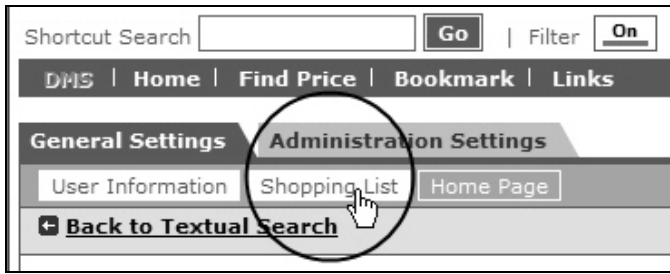 Shortcut Search Go | Filter On
DMS | Home | Find Price | Bookmark | Links
General Settings Administration Settings
User Information Shopping List Home Page
Back to Textual Search